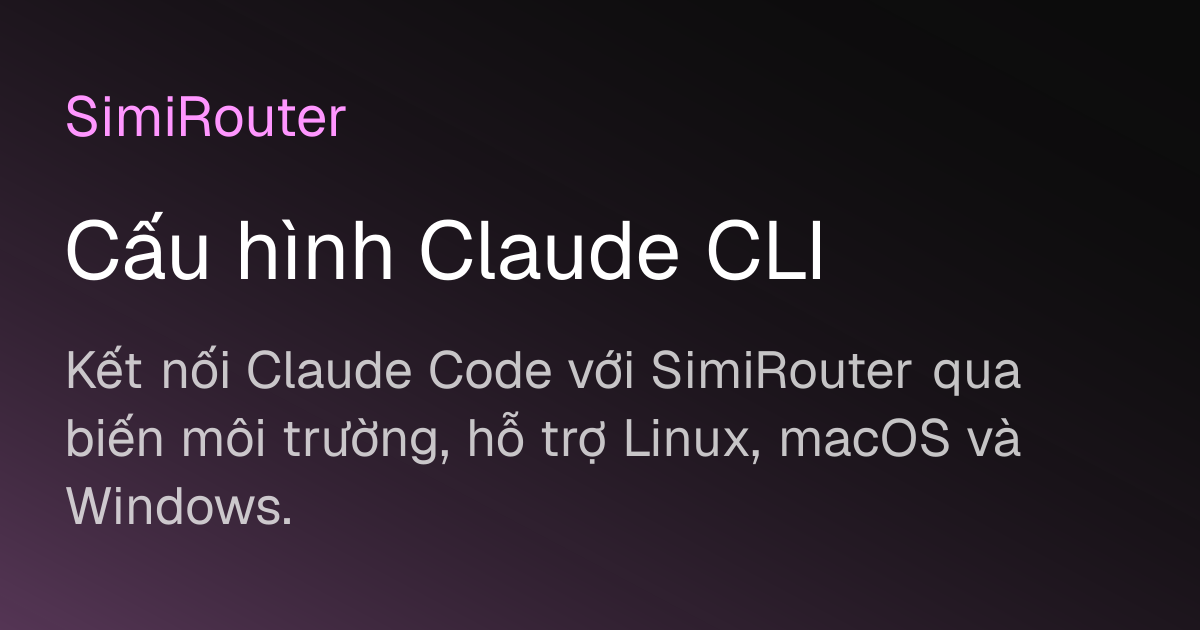 SimiRouter
Cấu hình Claude CLI
Kết nối Claude Code với SimiRouter qua
biến môi trường, hỗ trợ Linux, macOS và
Windows.